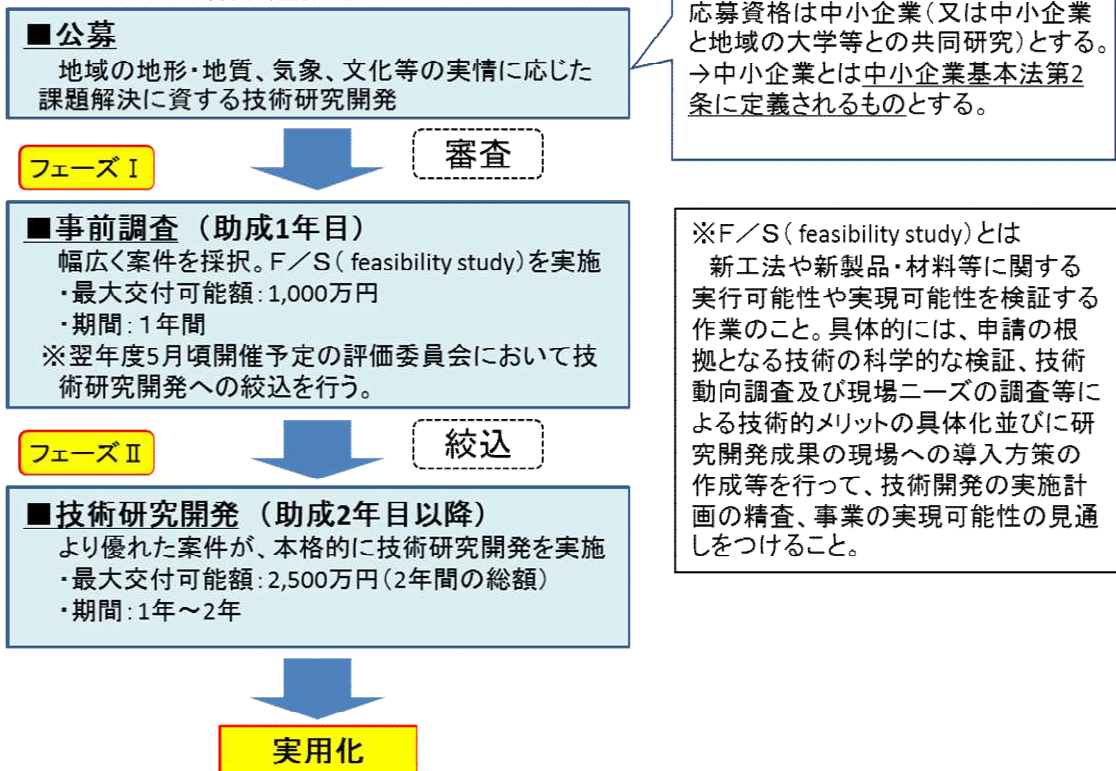 ■公募
地域の地形・地質、気象、文化等の実情に応じた
課題解決に資する技術研究開発
応募資格は中小企業(又は中小企業
と地域の大学等との共同研究)とする。
→中小企業とは中小企業基本法第2
条に定義されるものとする。
フェーズⅠ
審査
■事前調査（助成1年目）
幅広く案件を採択。F／S( feasibility study)を実施
・最大交付可能額：1,000万円
・期間：１年間
※翌年度5月頃開催予定の評価委員会において技
術研究開発への絞込を行う。
※F／S( feasibility study)とは
新工法や新製品・材料等に関する
実行可能性や実現可能性を検証する
作業のこと。具体的には、申請の根
拠となる技術の科学的な検証、技術
動向調査及び現場ニーズの調査等に
よる技術的メリットの具体化並びに研
究開発成果の現場への導入方策の
作成等を行って、技術開発の実施計
画の精査、事業の実現可能性の見通
しをつけること。
フェーズⅡ
絞込
■技術研究開発（助成2年目以降）
より優れた案件が、本格的に技術研究開発を実施
・最大交付可能額：2,500万円(2年間の総額)
・期間：1年～2年
実用化